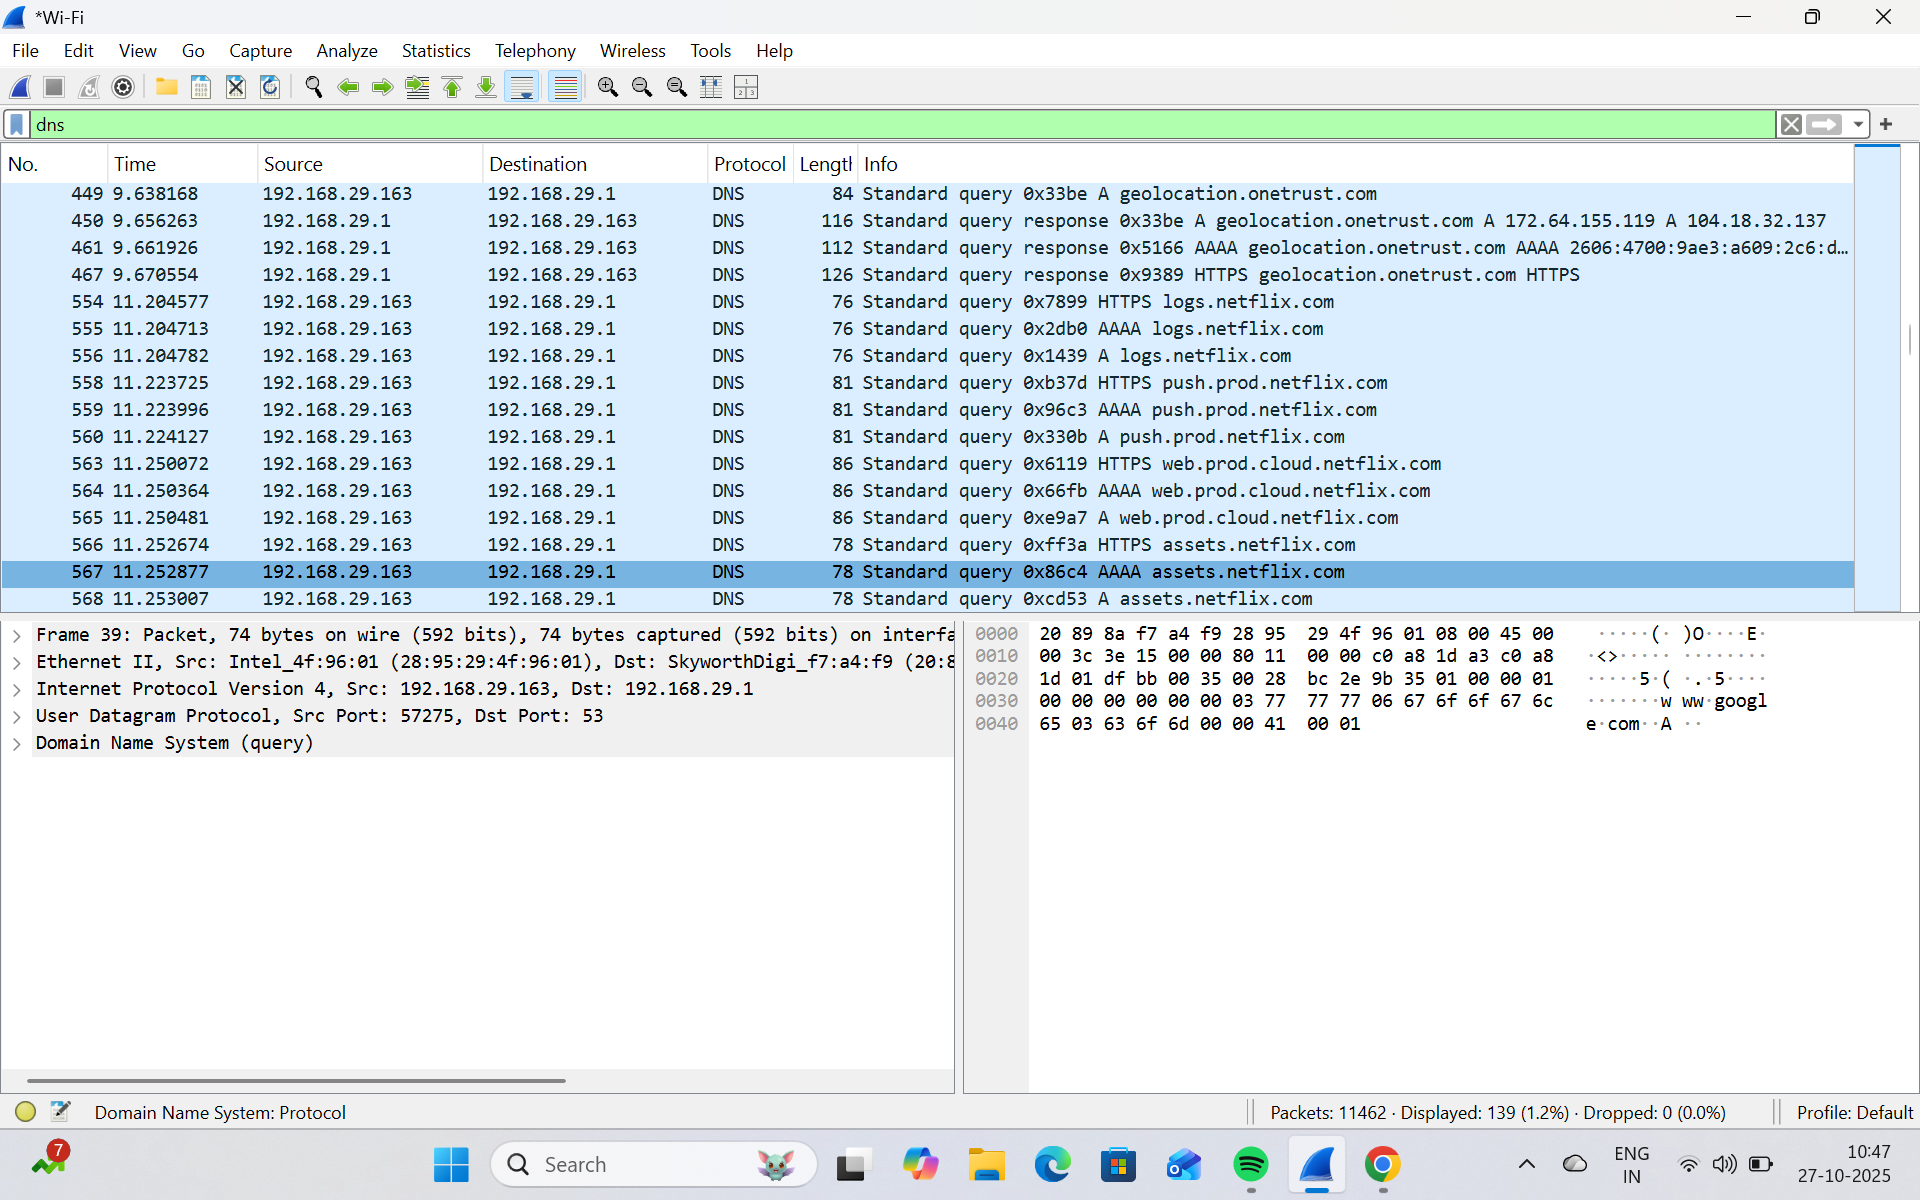 *Wi-Fi
File Edit View Go Capture Analyze Statistics Telephony Wireless Tools Help
dns
No. Time Source Destination Protocol Length Info
449 9.638168 192.168.29.163 192.168.29.1 DNS 84 Standard query 0x33be A geolocation.onetrust.com
450 9.656263 192.168.29.1 192.168.29.163 DNS 116 Standard query response 0x33be A geolocation.onetrust.com A 172.64.155.119 A 104.18.32.137
461 9.661926 192.168.29.1 192.168.29.163 DNS 112 Standard query response 0x5166 AAAA geolocation.onetrust.com AAAA 2606:4700:9ae3:a609:2c6:d…
467 9.670554 192.168.29.1 192.168.29.163 DNS 126 Standard query response 0x9389 HTTPS geolocation.onetrust.com HTTPS
554 11.204577 192.168.29.163 192.168.29.1 DNS 76 Standard query 0x7899 HTTPS logs.netflix.com
555 11.204713 192.168.29.163 192.168.29.1 DNS 76 Standard query 0x2db0 AAAA logs.netflix.com
556 11.204782 192.168.29.163 192.168.29.1 DNS 76 Standard query 0x1439 A logs.netflix.com
558 11.223725 192.168.29.163 192.168.29.1 DNS 81 Standard query 0xb37d HTTPS push.prod.netflix.com
559 11.223996 192.168.29.163 192.168.29.1 DNS 81 Standard query 0x96c3 AAAA push.prod.netflix.com
560 11.224127 192.168.29.163 192.168.29.1 DNS 81 Standard query 0x330b A push.prod.netflix.com
563 11.250072 192.168.29.163 192.168.29.1 DNS 86 Standard query 0x6119 HTTPS web.prod.cloud.netflix.com
564 11.250364 192.168.29.163 192.168.29.1 DNS 86 Standard query 0x66fb AAAA web.prod.cloud.netflix.com
565 11.250481 192.168.29.163 192.168.29.1 DNS 86 Standard query 0xe9a7 A web.prod.cloud.netflix.com
566 11.252674 192.168.29.163 192.168.29.1 DNS 78 Standard query 0xff3a HTTPS assets.netflix.com
567 11.252877 192.168.29.163 192.168.29.1 DNS 78 Standard query 0x86c4 AAAA assets.netflix.com
568 11.253007 192.168.29.163 192.168.29.1 DNS 78 Standard query 0xcd53 A assets.netflix.com
Frame 39: Packet, 74 bytes on wire (592 bits), 74 bytes captured (592 bits) on interfa
Ethernet II, Src: Intel_4f:96:01 (28:95:29:4f:96:01), Dst: SkyworthDigi_f7:a4:f9 (20:8
Internet Protocol Version 4, Src: 192.168.29.163, Dst: 192.168.29.1
User Datagram Protocol, Src Port: 57275, Dst Port: 53
Domain Name System (query)
0000 20 89 8a f7 a4 f9 28 95 29 4f 96 01 08 00 45 00 ·····(· )O····E·
0010 00 3c 3e 15 00 00 80 11 00 00 c0 a8 1d a3 c0 a8 ·<>····· ········
0020 1d 01 df bb 00 35 00 28 bc 2e 9b 35 01 00 00 01 ·····5·( ·.·5····
0030 00 00 00 00 00 00 03 77 77 77 06 67 6f 6f 67 6c ·······w ww·googl
0040 65 03 63 6f 6d 00 00 41 00 01 e·com··A ··
Domain Name System: Protocol
Packets: 11462 · Displayed: 139 (1.2%) · Dropped: 0 (0.0%)
Profile: Default
7
Search
ENG
IN
10:47
27-10-2025